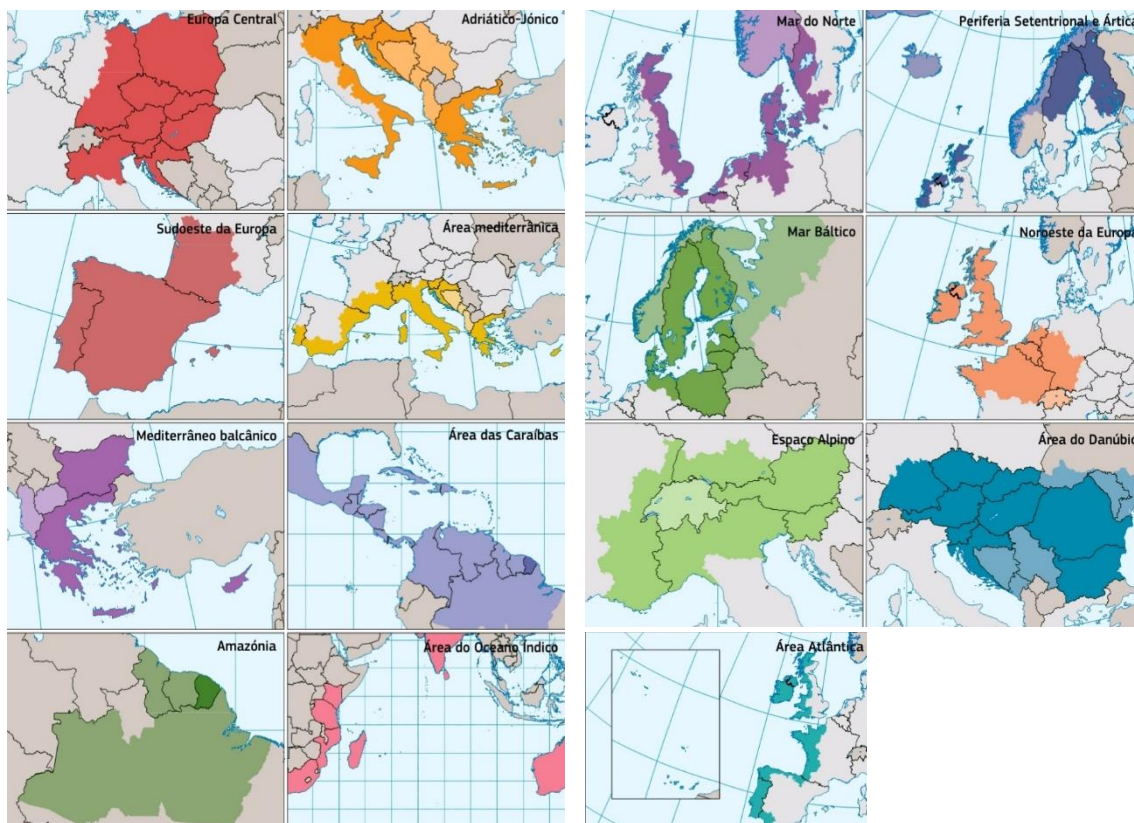 Europa Central
Adriático-Jónico
Mar do Norte
Periferia Setentrional e Ártica
Sudoeste da Europa
Área mediterrânica
Mar Báltico
Noroeste da Europa
Mediterrâneo balcânico
Área das Caraíbas
Espaço Alpino
Área do Danúbio
Amazónia
Área do Oceano Índico
Área Atlântica